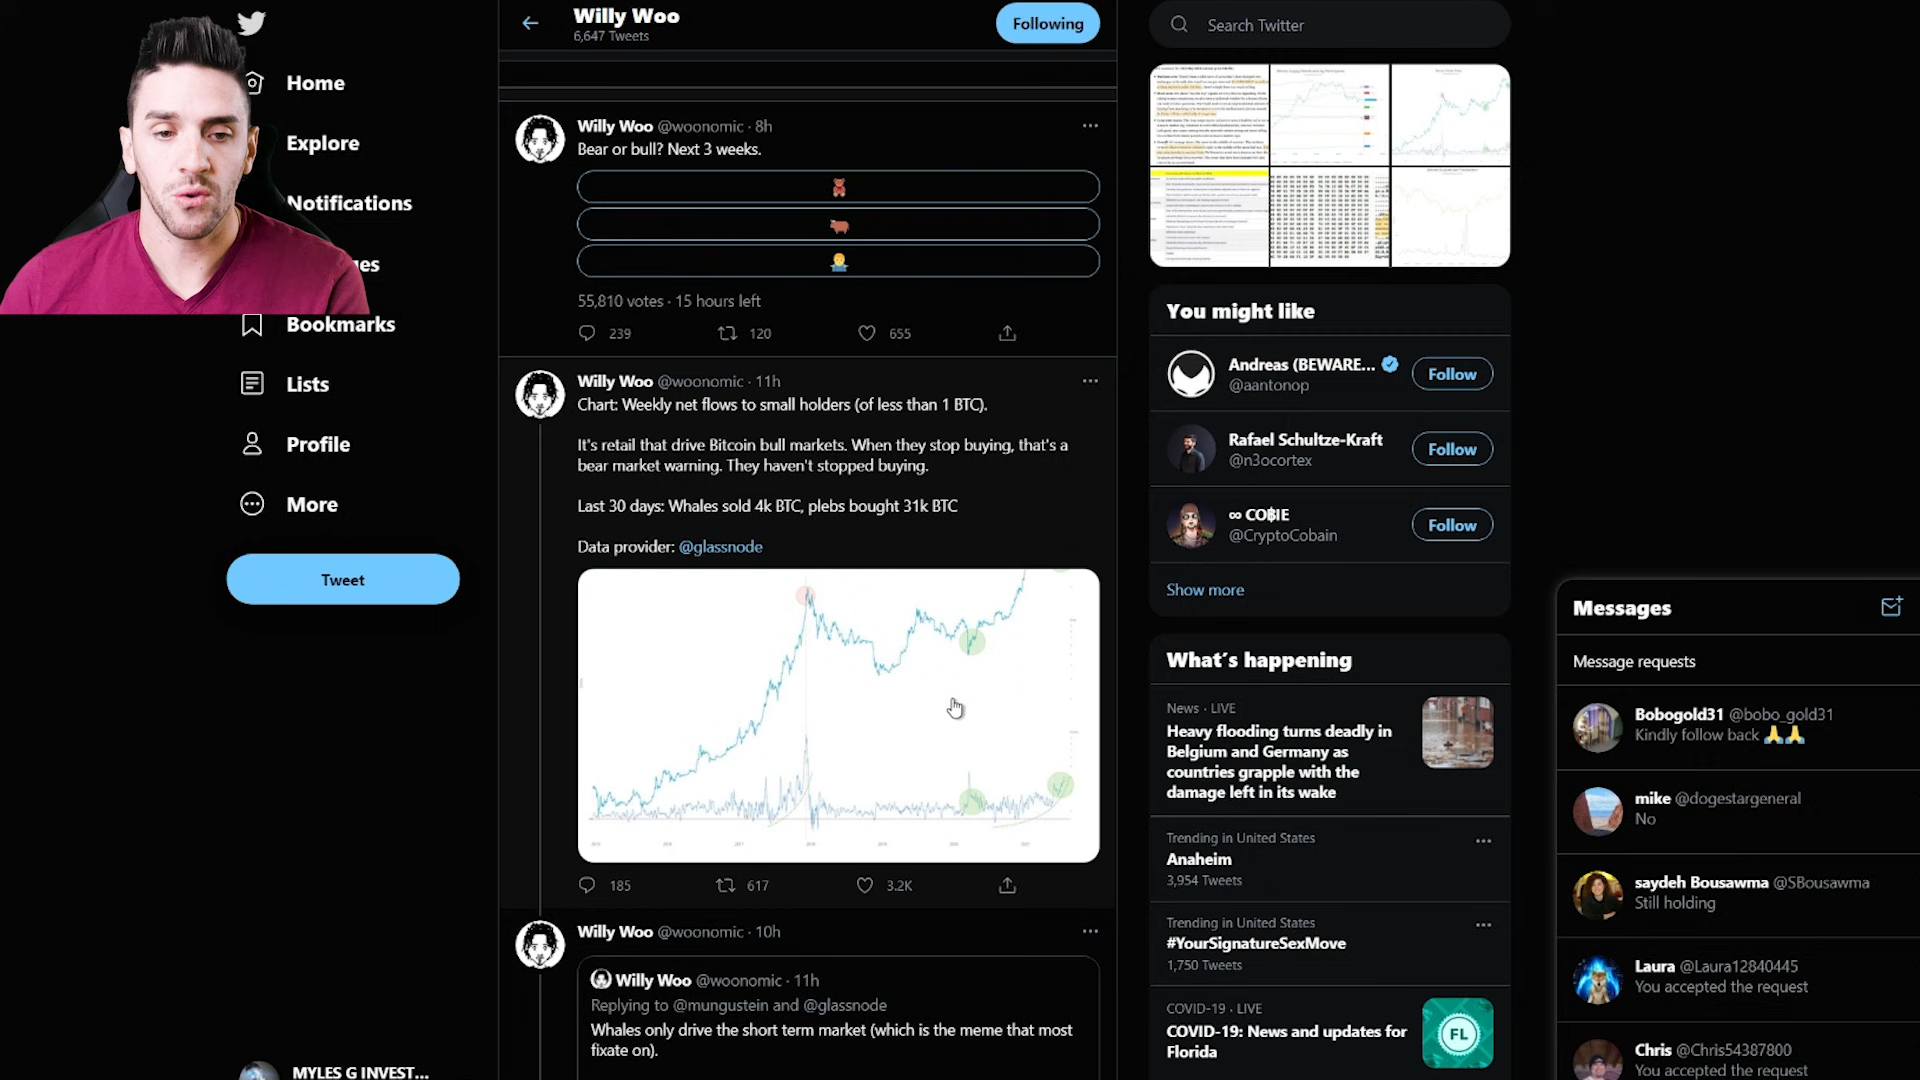 Home
Explore
Notifications
es
Bookmarks
Lists
Profile
More
Tweet
MYLES G INVEST...
Willy Woo
6,647 Tweets
Following
Willy Woo @woonomic · 8h
Bear or bull? Next 3 weeks.
55,810 votes · 15 hours left
239
120
655
Willy Woo @woonomic · 11h
Chart: Weekly net flows to small holders (of less than 1 BTC).
It's retail that drive Bitcoin bull markets. When they stop buying, that's a
bear market warning. They haven't stopped buying.
Last 30 days: Whales sold 4k BTC, plebs bought 31k BTC
Data provider: @glassnode
185
617
3.2K
Willy Woo @woonomic · 10h
Willy Woo @woonomic · 11h
Replying to @mungustein and @glassnode
Whales only drive the short term market (which is the meme that most
fixate on).
Search Twitter
You might like
Andreas (BEWARE...
@aantonop
Follow
Rafael Schultze-Kraft
@n3ocortex
Follow
∞ CO฿IE
@CryptoCobain
Follow
Show more
What's happening
News · LIVE
Heavy flooding turns deadly in
Belgium and Germany as
countries grapple with the
damage left in its wake
Trending in United States
Anaheim
3,954 Tweets
Trending in United States
#YourSignatureSexMove
1,750 Tweets
COVID-19 · LIVE
COVID-19: News and updates for
Florida
FL
Messages
Message requests
Bobogold31 @bobo_gold31
Kindly follow back 🙏🙏
mike @dogestargeneral
No
saydeh Bousawma @SBousawma
Still holding
Laura @Laura12840445
You accepted the request
Chris @Chris54387800
You accepted the request